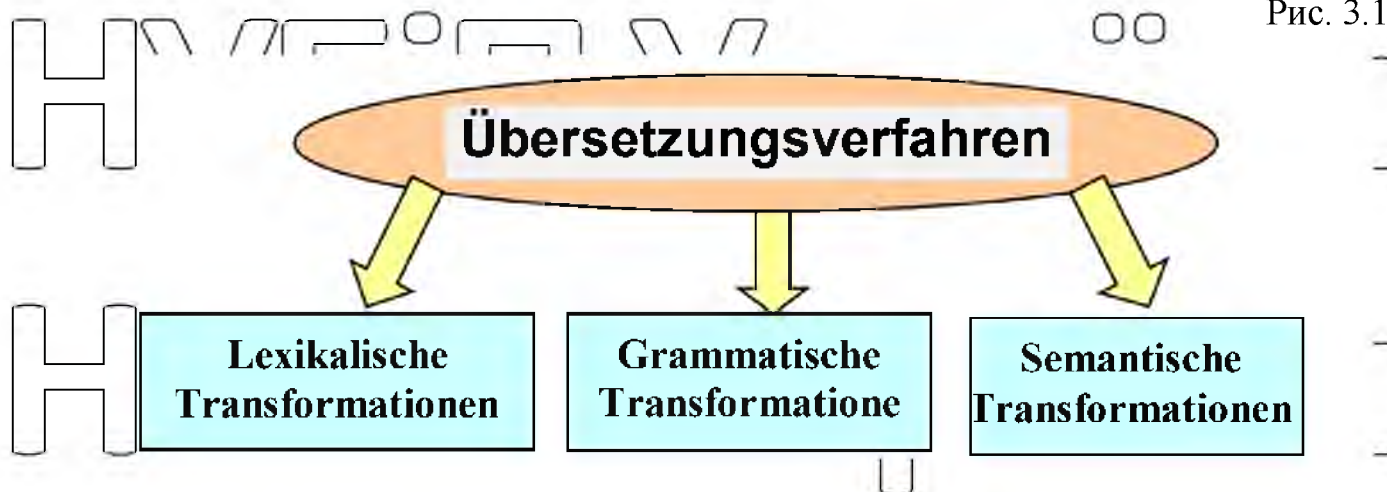 Рис. 3.1
Übersetzungsverfahren
Lexikalische
Transformationen
Grammatische
Transformatione
Semantische
Transformationen